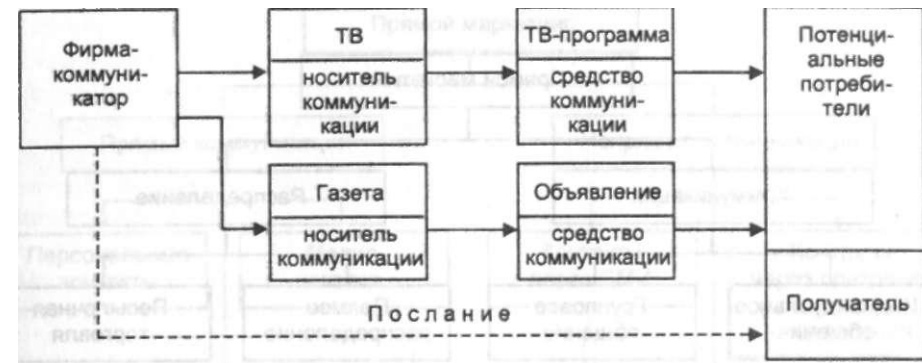 Фирма-
коммуни-
катор
ТВ
носитель
коммуни-
кации
ТВ-программа
средство
коммуни-
кации
Потенци-
альные
потреби-
тели
Газета
носитель
коммуникации
Объявление
средство
коммуникации
Послание
Получатель